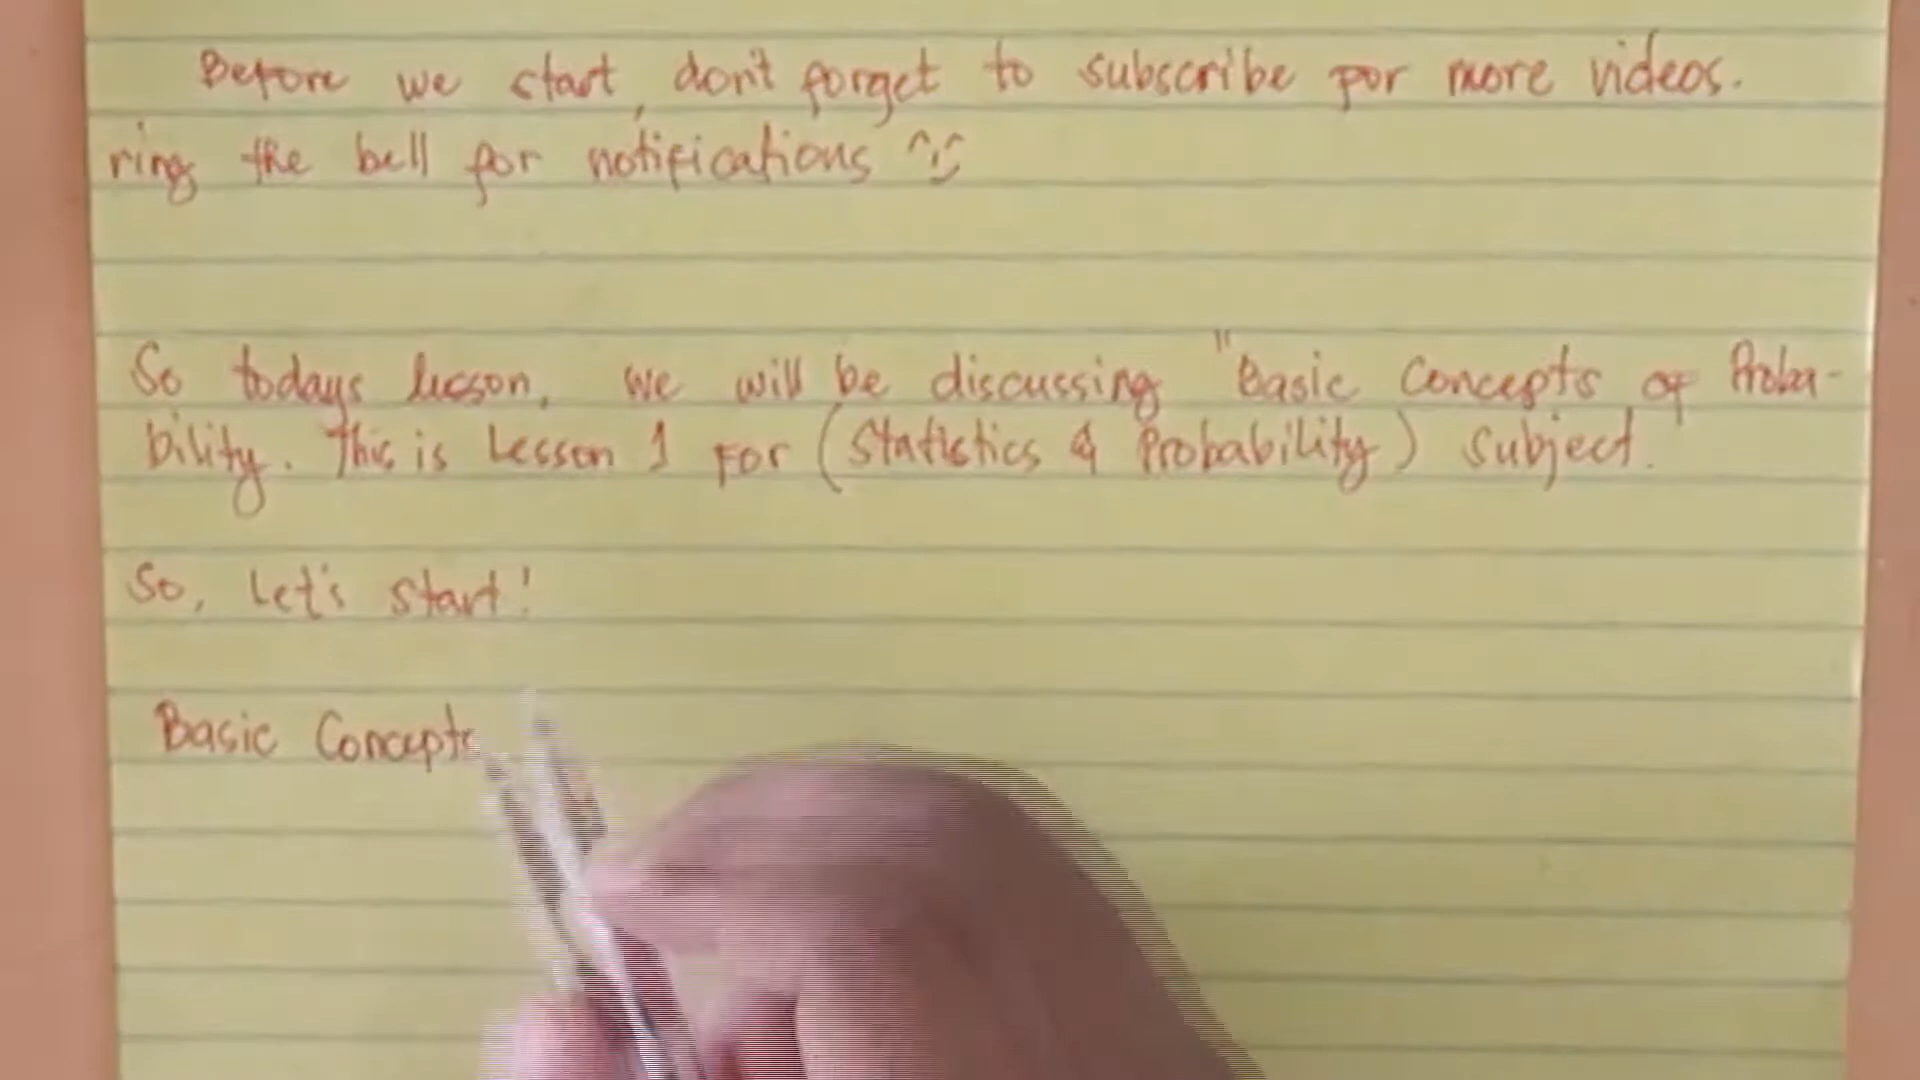 Before we start, don't forget to subscribe for more videos.
ring the bell for notifications ^;^
So todays lesson, we will be discussing "Basic Concepts of Proba-
bility. This is Lesson 1 For (Statistics & Probability) Subject.
So, Let's start!
Basic Concepts